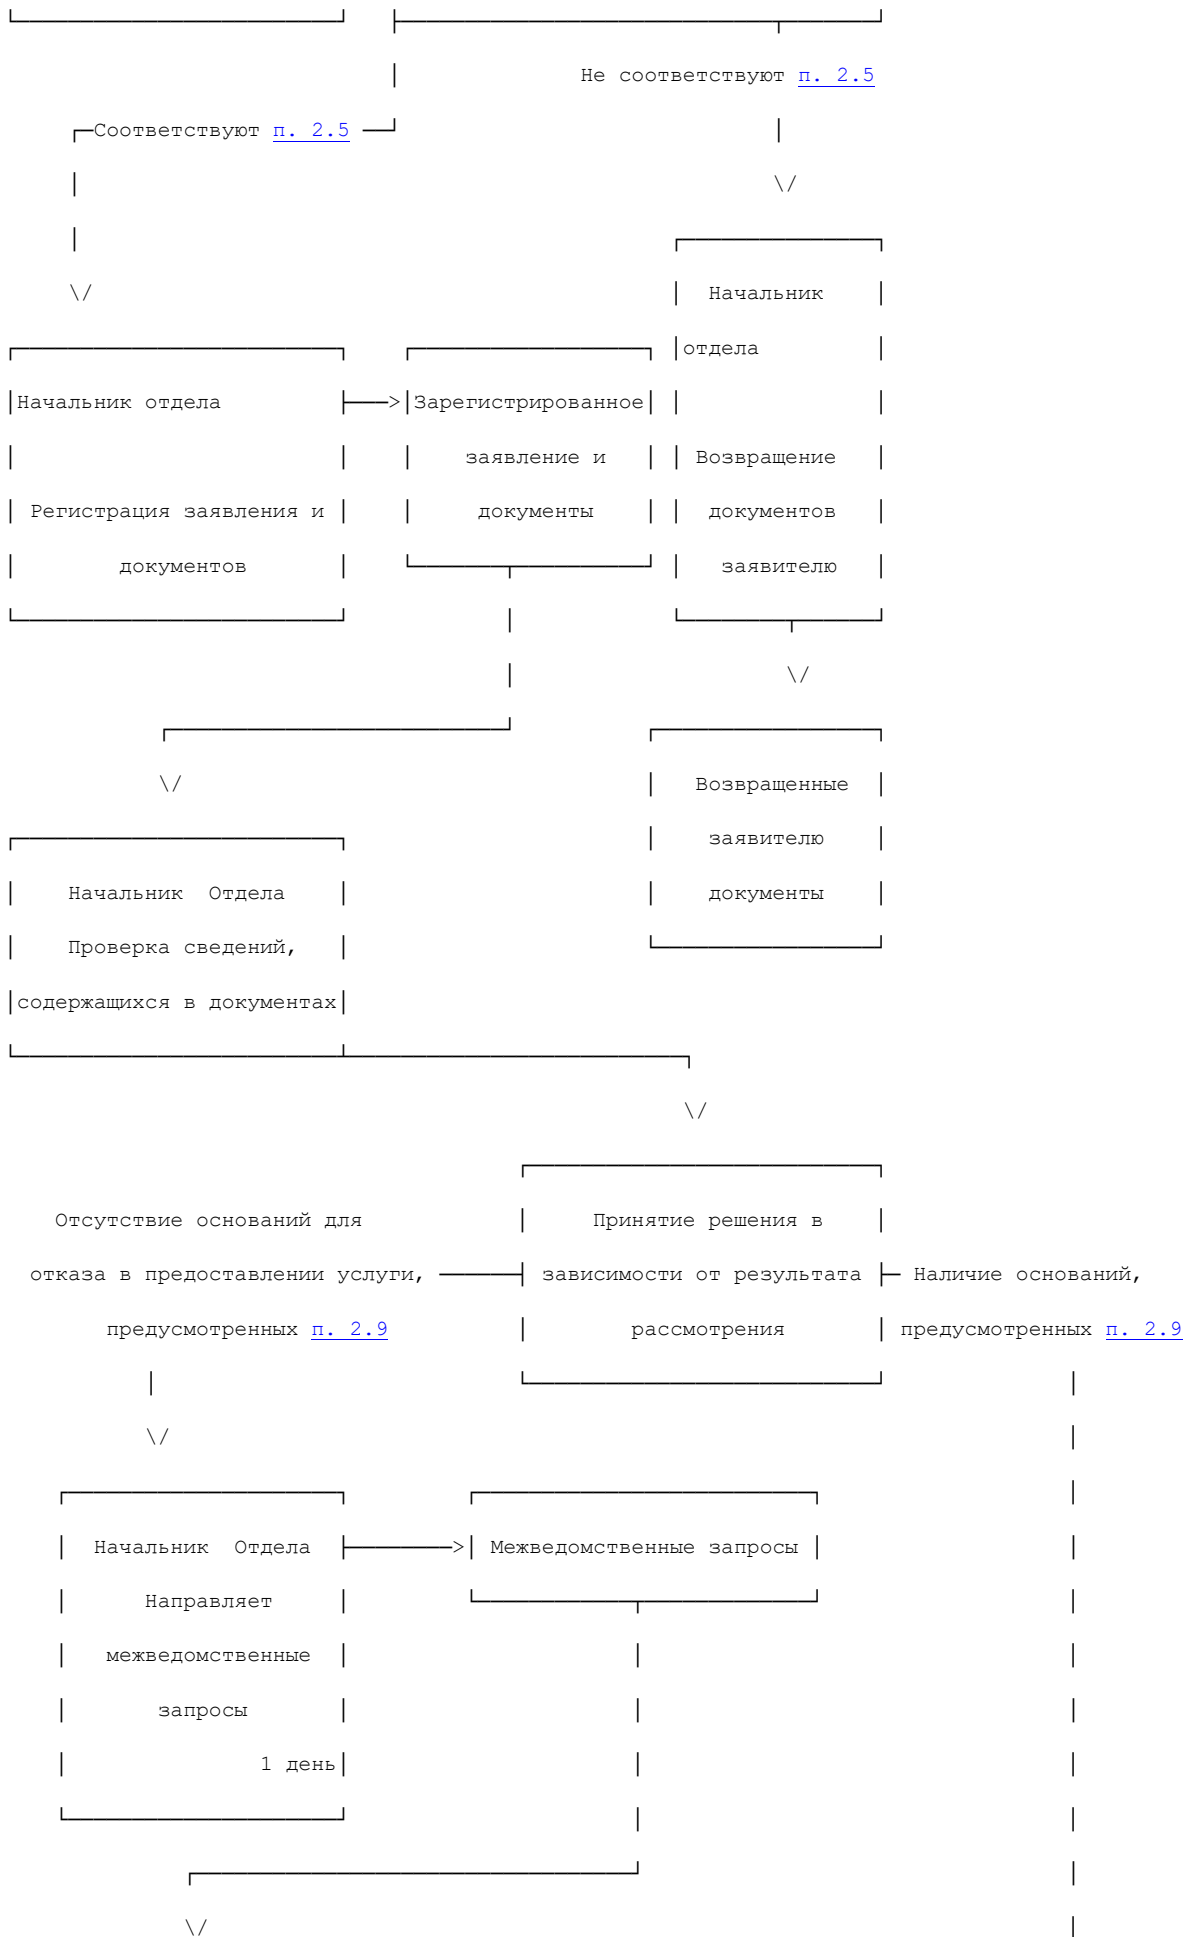 Не соответствуют п. 2.5
Соответствуют п. 2.5
\/
Начальник
\/
отдела
Начальник отдела
>
Зарегистрированное
заявление и
Возвращение
Регистрация заявления и
документы
документов
документов
заявителю
\/
\/
Возвращенные
заявителю
Начальник  Отдела
документы
Проверка сведений,
содержащихся в документах
\/
Отсутствие оснований для
Принятие решения в
отказа в предоставлении услуги,
зависимости от результата
Наличие оснований,
предусмотренных п. 2.9
рассмотрения
предусмотренных п. 2.9
\/
Начальник  Отдела
>
Межведомственные запросы
Направляет
межведомственные
запросы
1 день
\/